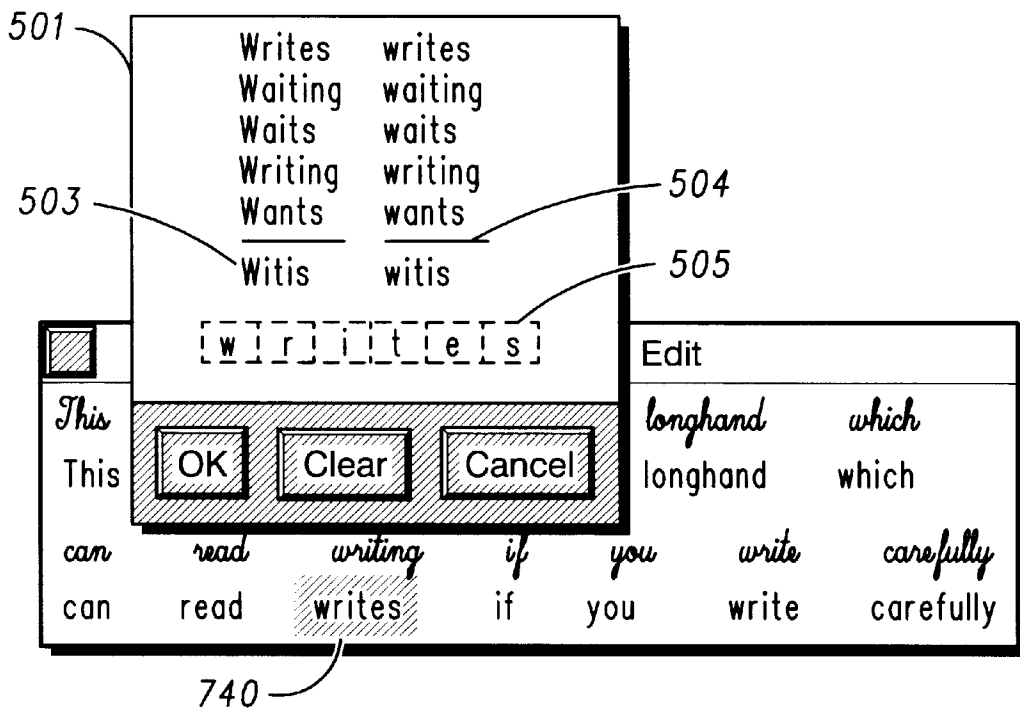 501
Writes writes
Waiting waiting
Waits waits
Writing writing
504
503
Wants wants
Witis witis
505
w r i t e s
Edit
This longhand which
OK Clear Cancel
This longhand which
can read writing if you write carefully
can read writes if you write carefully
740